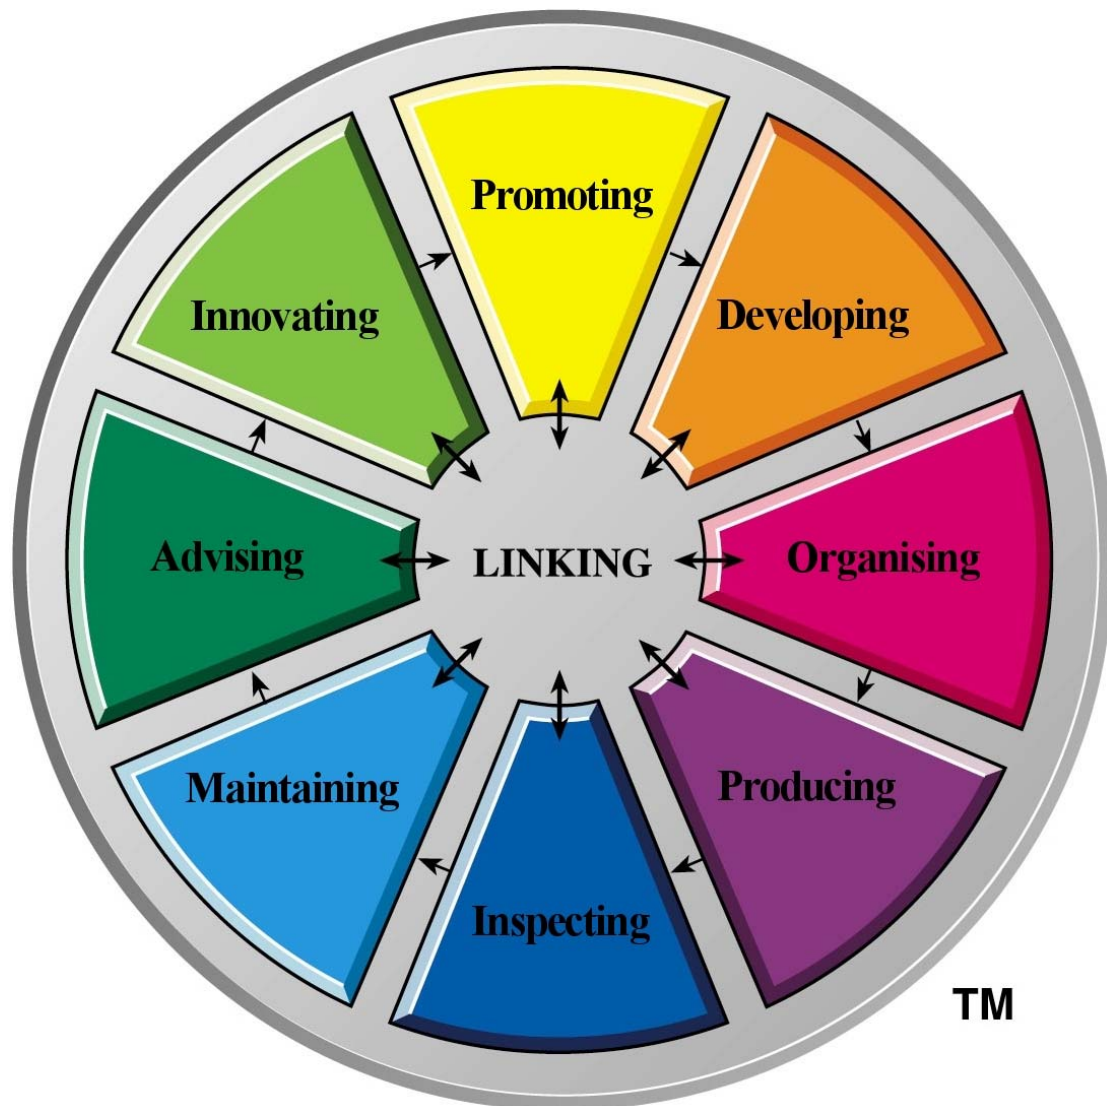 Promoting
Innovating
Developing
Advising
LINKING
Organising
Maintaining
Producing
Inspecting
TM